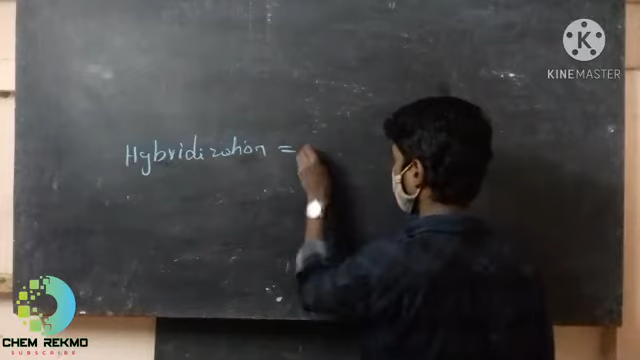 KINEMASTER
Hybridization =
CHEM REKMO
SUBSCRIBE